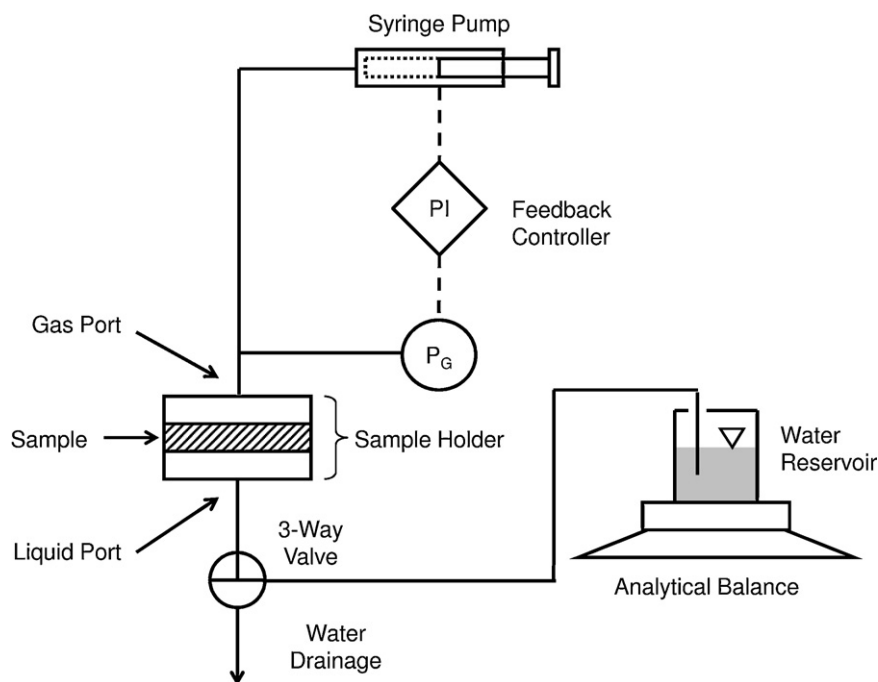 Syringe Pump
PI
Feedback
Controller
Gas Port
PG
Sample
Sample Holder
Water
Reservoir
Liquid Port
3-Way
Valve
Analytical Balance
Water
Drainage